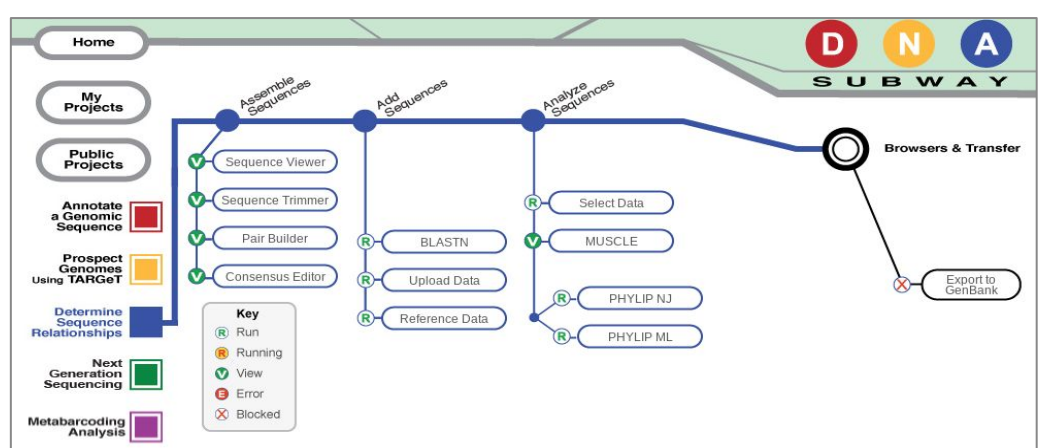 Home
D N A
SUBWAY
My
Projects
Public
Projects
Annotate
a Genomic
Sequence
Prospect
Genomes
Using TARGeT
Determine
Sequence
Relationships
Next
Generation
Sequencing
Metabarcoding
Analysis
Assemble
Sequences
V Sequence Viewer
V Sequence Trimmer
V Pair Builder
V Consensus Editor
Key
R Run
R Running
V View
E Error
X Blocked
Add
Sequences
R BLASTN
R Upload Data
R Reference Data
Analyze
Sequences
R Select Data
V MUSCLE
R PHYLIP NJ
R PHYLIP ML
Browsers & Transfer
X Export to
GenBank